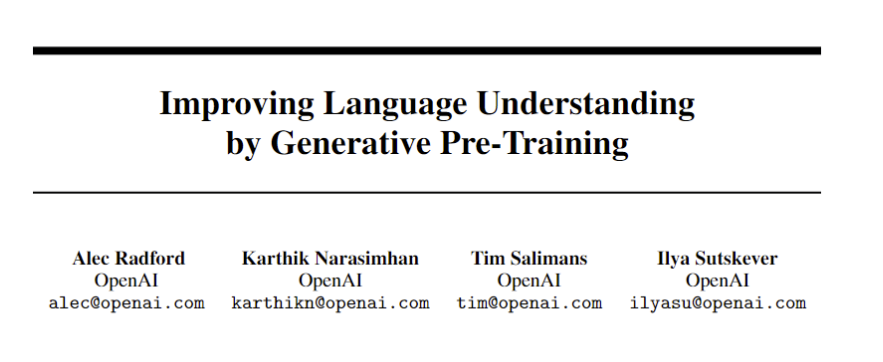 Improving Language Understanding
by Generative Pre-Training
Alec Radford Karthik Narasimhan Tim Salimans Ilya Sutskever
OpenAI OpenAI OpenAI OpenAI
alec@openai.com karthikn@openai.com tim@openai.com ilyasu@openai.com